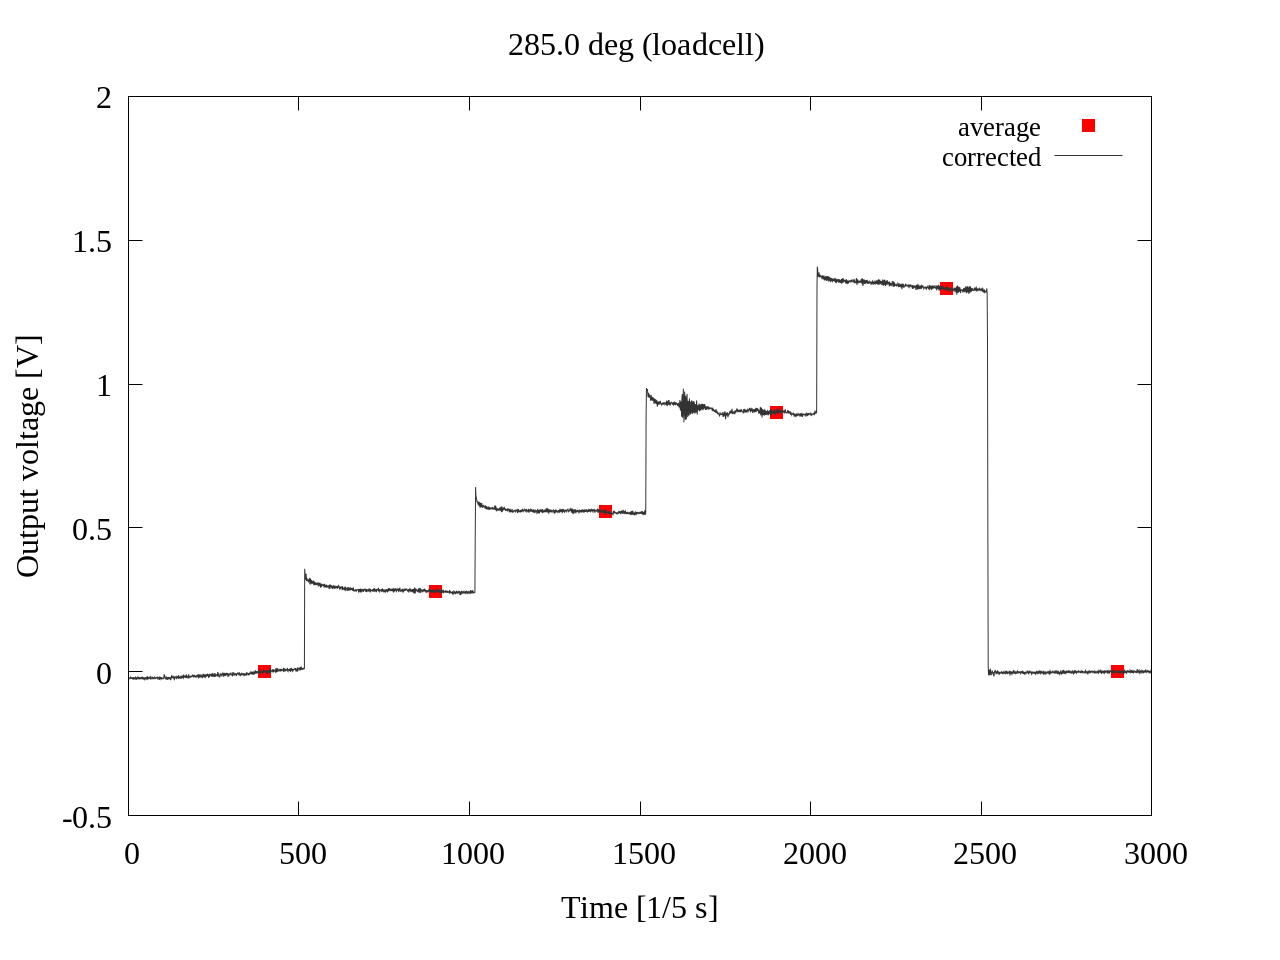 285.0 deg (loadcell)
average
corrected
2
1.5
1
0.5
0
-0.5
Output voltage [V]
0 500 1000 1500 2000 2500 3000
Time [1/5 s]